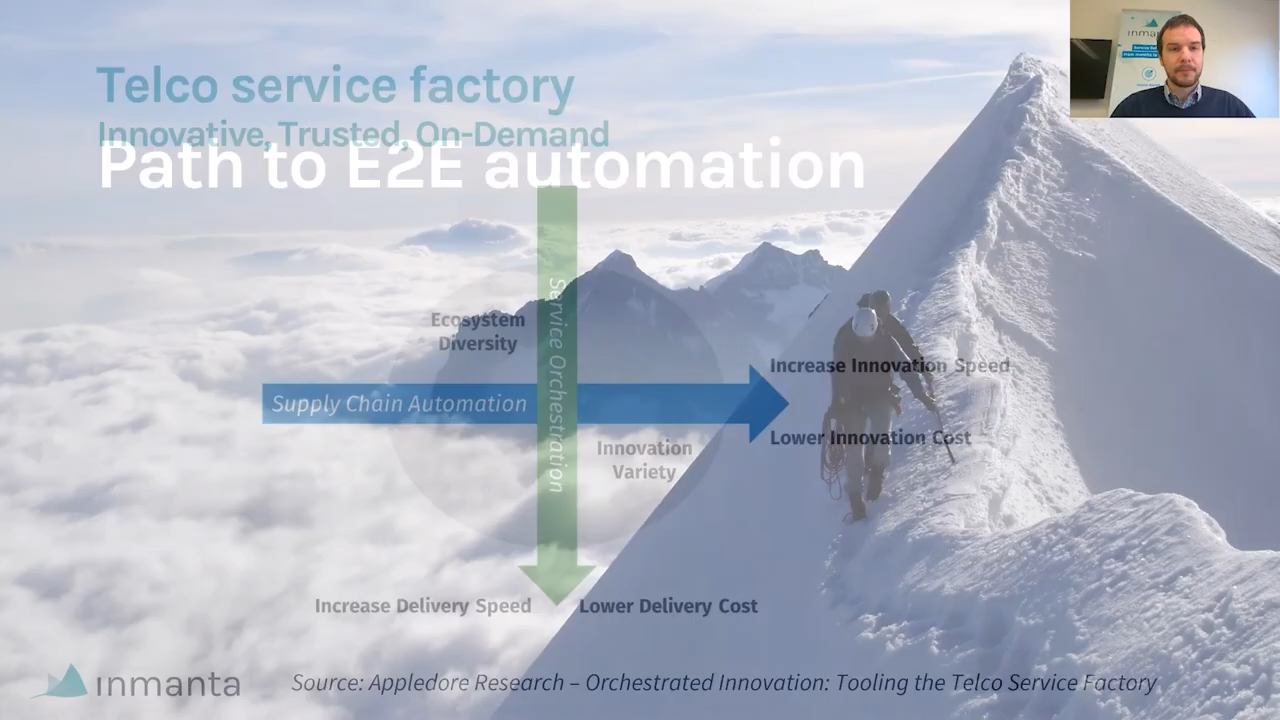 Telco service factory
Innovative, Trusted, On-Demand
Path to E2E automation
Ecosystem
Diversity
Service Orchestration
Supply Chain Automation
Increase Innovation Speed
Lower Innovation Cost
Innovation
Variety
Increase Delivery Speed
Lower Delivery Cost
inmanta
Source: Appledore Research – Orchestrated Innovation: Tooling the Telco Service Factory